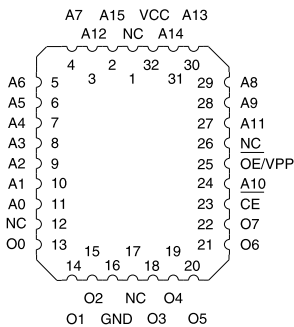 A7 A15 VCC A13
A12 NC A14
4 2 32 30
3 1 31
A6 5 29 A8
A5 6 28 A9
A4 7 27 A11
A3 8 26 NC
A2 9 25 OE/VPP
A1 10 24 A10
A0 11 23 CE
NC 12 22 O7
O0 13 21 O6
15 17 19
14 16 18 20
O2 NC O4
O1 GND O3 O5